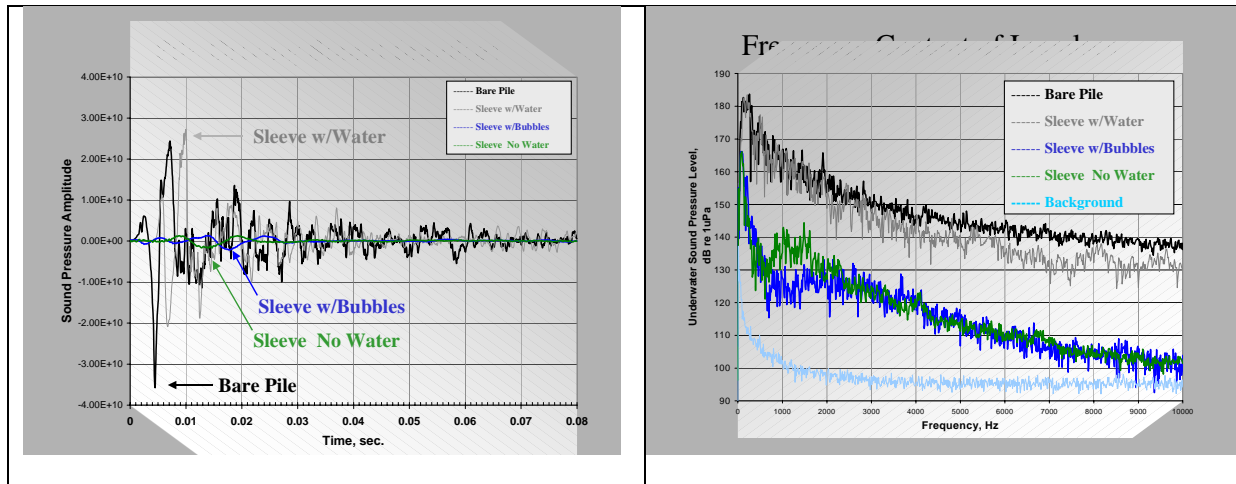 4.00E+10
3.00E+10
2.00E+10
1.00E+10
0.00E+00
-1.00E+10
-2.00E+10
-3.00E+10
-4.00E+10
Sound Pressure Amplitude
Bare Pile
Sleeve w/Water
Sleeve w/Bubbles
Sleeve No Water
Sleeve w/Water
Sleeve w/Bubbles
Sleeve No Water
Bare Pile
0 0.01 0.02 0.03 0.04 0.05 0.06 0.07 0.08
Time, sec.
190
180
170
160
150
140
130
120
110
100
90
Underwater Sound Pressure Level,
dB re 1uPa
Bare Pile
Sleeve w/Water
Sleeve w/Bubbles
Sleeve No Water
Background
0 1000 2000 3000 4000 5000 6000 7000 8000 9000 10000
Frequency, Hz